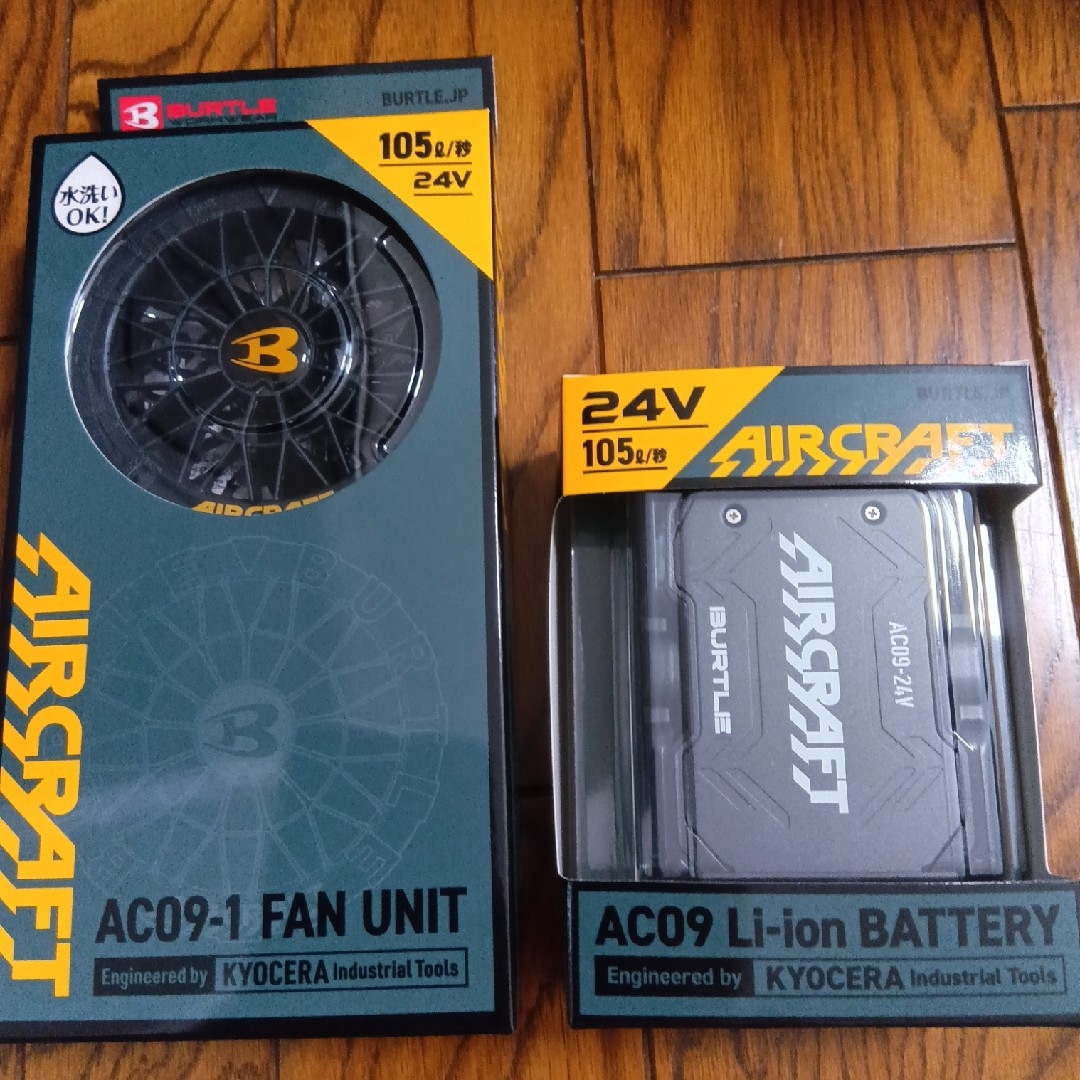 BURTLE
BURTLE.JP
105ℓ/秒
24V
水洗い
OK!
B
AIRCRAFT
AIRCRAFT
BURTLE
B
AC09-1 FAN UNIT
Engineered by KYOCERA Industrial Tools
24V
105ℓ/秒
AIRCRAFT
BURTLE.JP
BURTLE
AIRCRAFT
AC09-24V
AC09 Li-ion BATTERY
Engineered by KYOCERA Industrial Tools